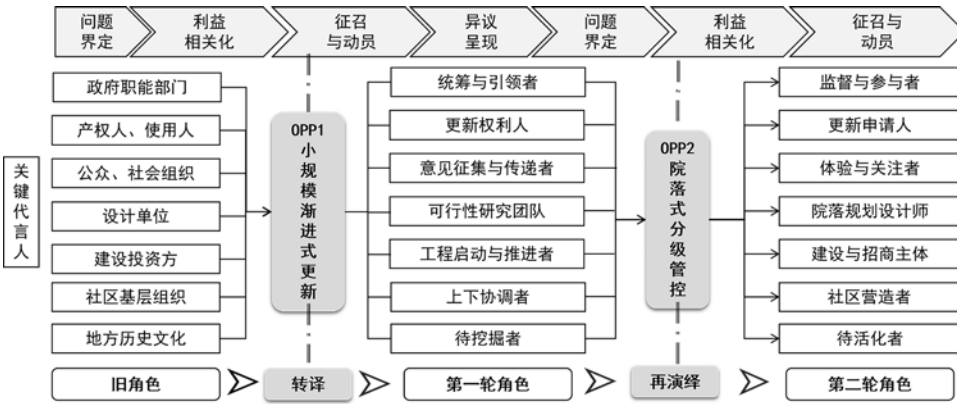 问题
界定
利益
相关化
征召
与动员
异议
呈现
问题
界定
利益
相关化
征召与
动员
关键代言人
政府职能部门
产权人、使用人
公众、社会组织
设计单位
建设投资方
社区基层组织
地方历史文化
OPP1
小规模渐进式更新
统筹与引领者
更新权利人
意见征集与传递者
可行性研究团队
工程启动与推进者
上下协调者
待挖掘者
OPP2
院落式分级管控
监督与参与者
更新申请人
体验与关注者
院落规划设计师
建设与招商主体
社区营造者
待活化者
旧角色
转译
第一轮角色
再演绎
第二轮角色